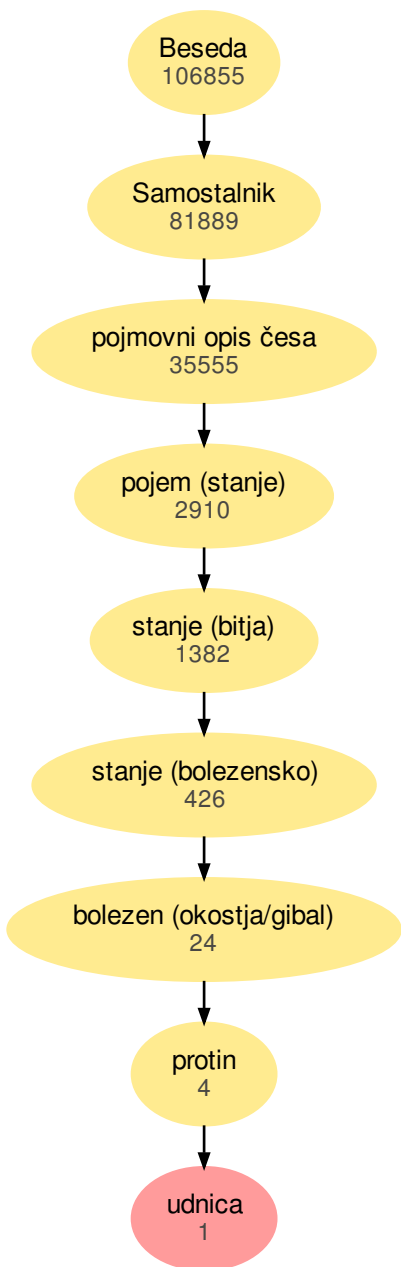 Beseda
106855
Samostalnik
81889
pojmovni opis česa
35555
pojem (stanje)
2910
stanje (bitja)
1382
stanje (bolezensko)
426
bolezen (okostja/gibal)
24
protin
4
udnica
1